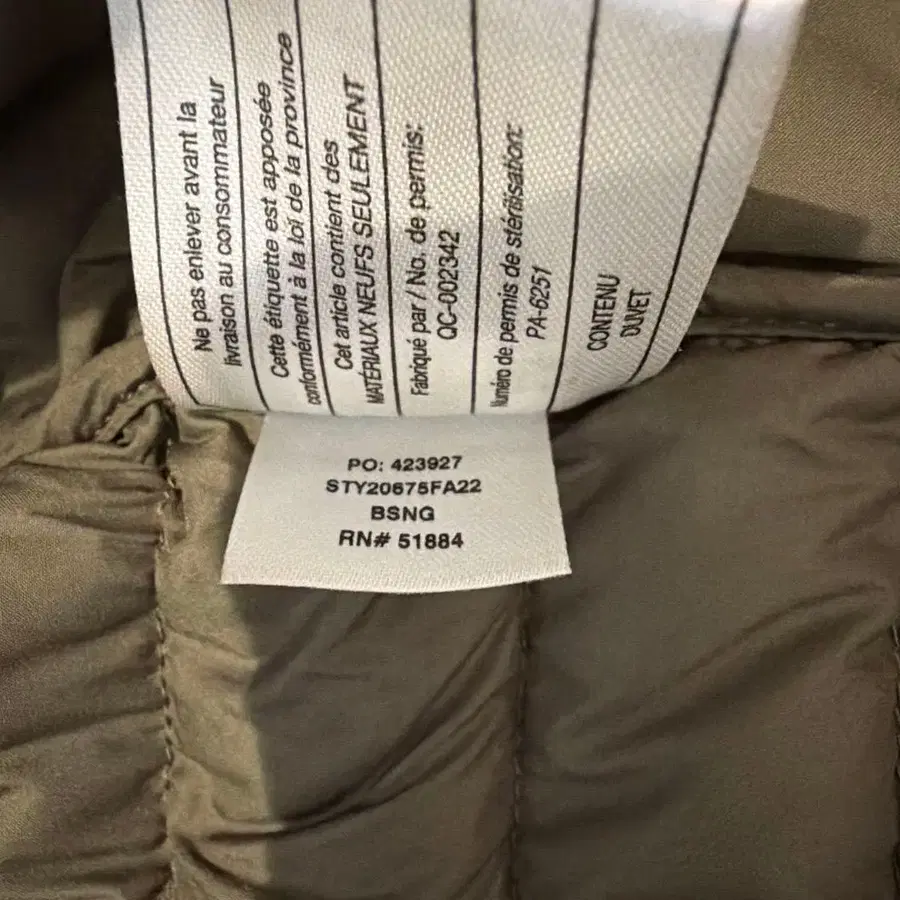 Ne pas enlever avant la
livraison au consommateur
Cette étiquette est apposée
conformément à la loi de la province
Cet article contient des
MATÉRIAUX NEUFS SEULEMENT
Fabriqué par / No. de permis:
QC-002342
Numéro de permis de stérilisation:
PA-6251
CONTENU
DUVET
PO: 423927
STY20675FA22
BSNG
RN# 51884